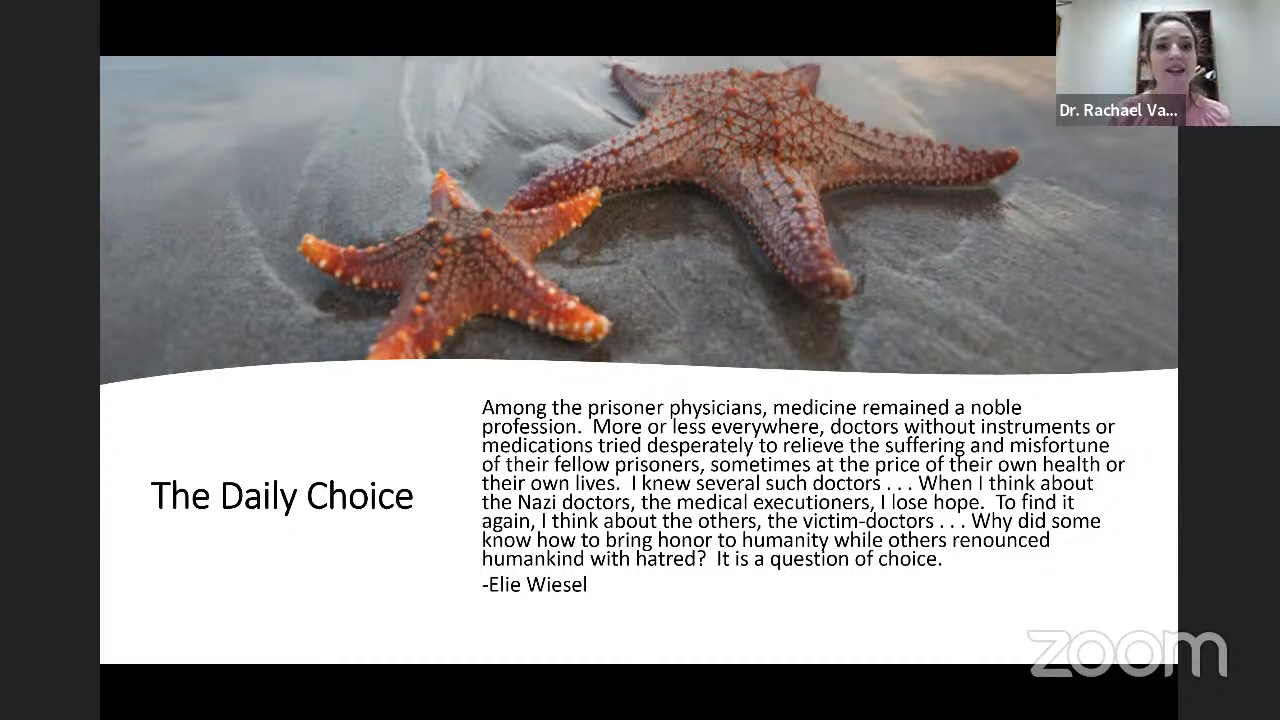 Dr. Rachael Va...
The Daily Choice
Among the prisoner physicians, medicine remained a noble
profession.  More or less everywhere, doctors without instruments or
medications tried desperately to relieve the suffering and misfortune
of their fellow prisoners, sometimes at the price of their own health or
their own lives.  I knew several such doctors . . . When I think about
the Nazi doctors, the medical executioners, I lose hope.  To find it
again, I think about the others, the victim-doctors . . . Why did some
know how to bring honor to humanity while others renounced
humankind with hatred?  It is a question of choice.
-Elie Wiesel
zoom